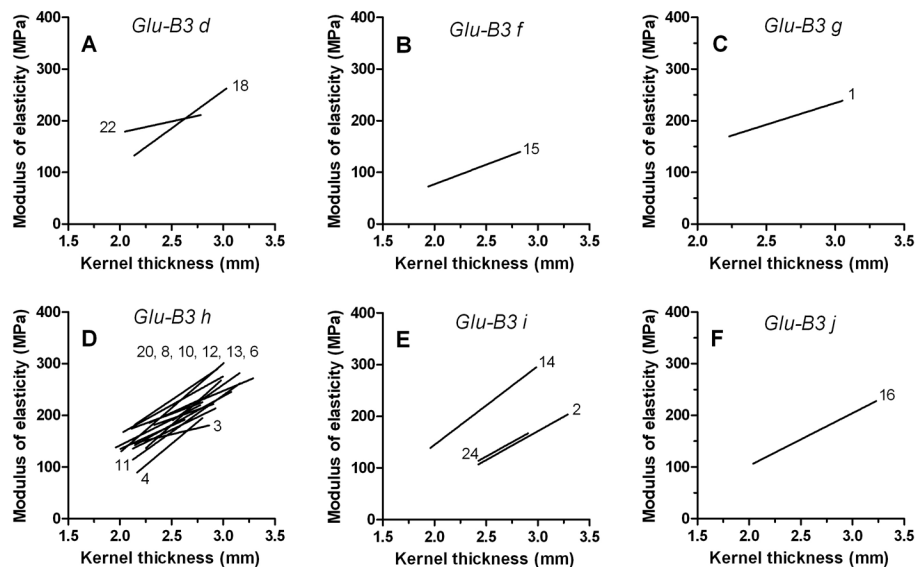 A
Glu-B3 d
Modulus of elasticity (MPa)
400
300
200
100
0
18
22
1.5 2.0 2.5 3.0 3.5
Kernel thickness (mm)
B
Glu-B3 f
Modulus of elasticity (MPa)
400
300
200
100
0
15
1.5 2.0 2.5 3.0 3.5
Kernel thickness (mm)
C
Glu-B3 g
Modulus of elasticity (MPa)
400
300
200
100
0
1
2.0 2.5 3.0 3.5
Kernel thickness (mm)
D
Glu-B3 h
Modulus of elasticity (MPa)
400
300
200
100
0
20, 8, 10, 12, 13, 6
3
11
4
1.5 2.0 2.5 3.0 3.5
Kernel thickness (mm)
E
Glu-B3 i
Modulus of elasticity (MPa)
400
300
200
100
0
14
2
24
1.5 2.0 2.5 3.0 3.5
Kernel thickness (mm)
F
Glu-B3 j
Modulus of elasticity (MPa)
400
300
200
100
0
16
1.5 2.0 2.5 3.0 3.5
Kernel thickness (mm)